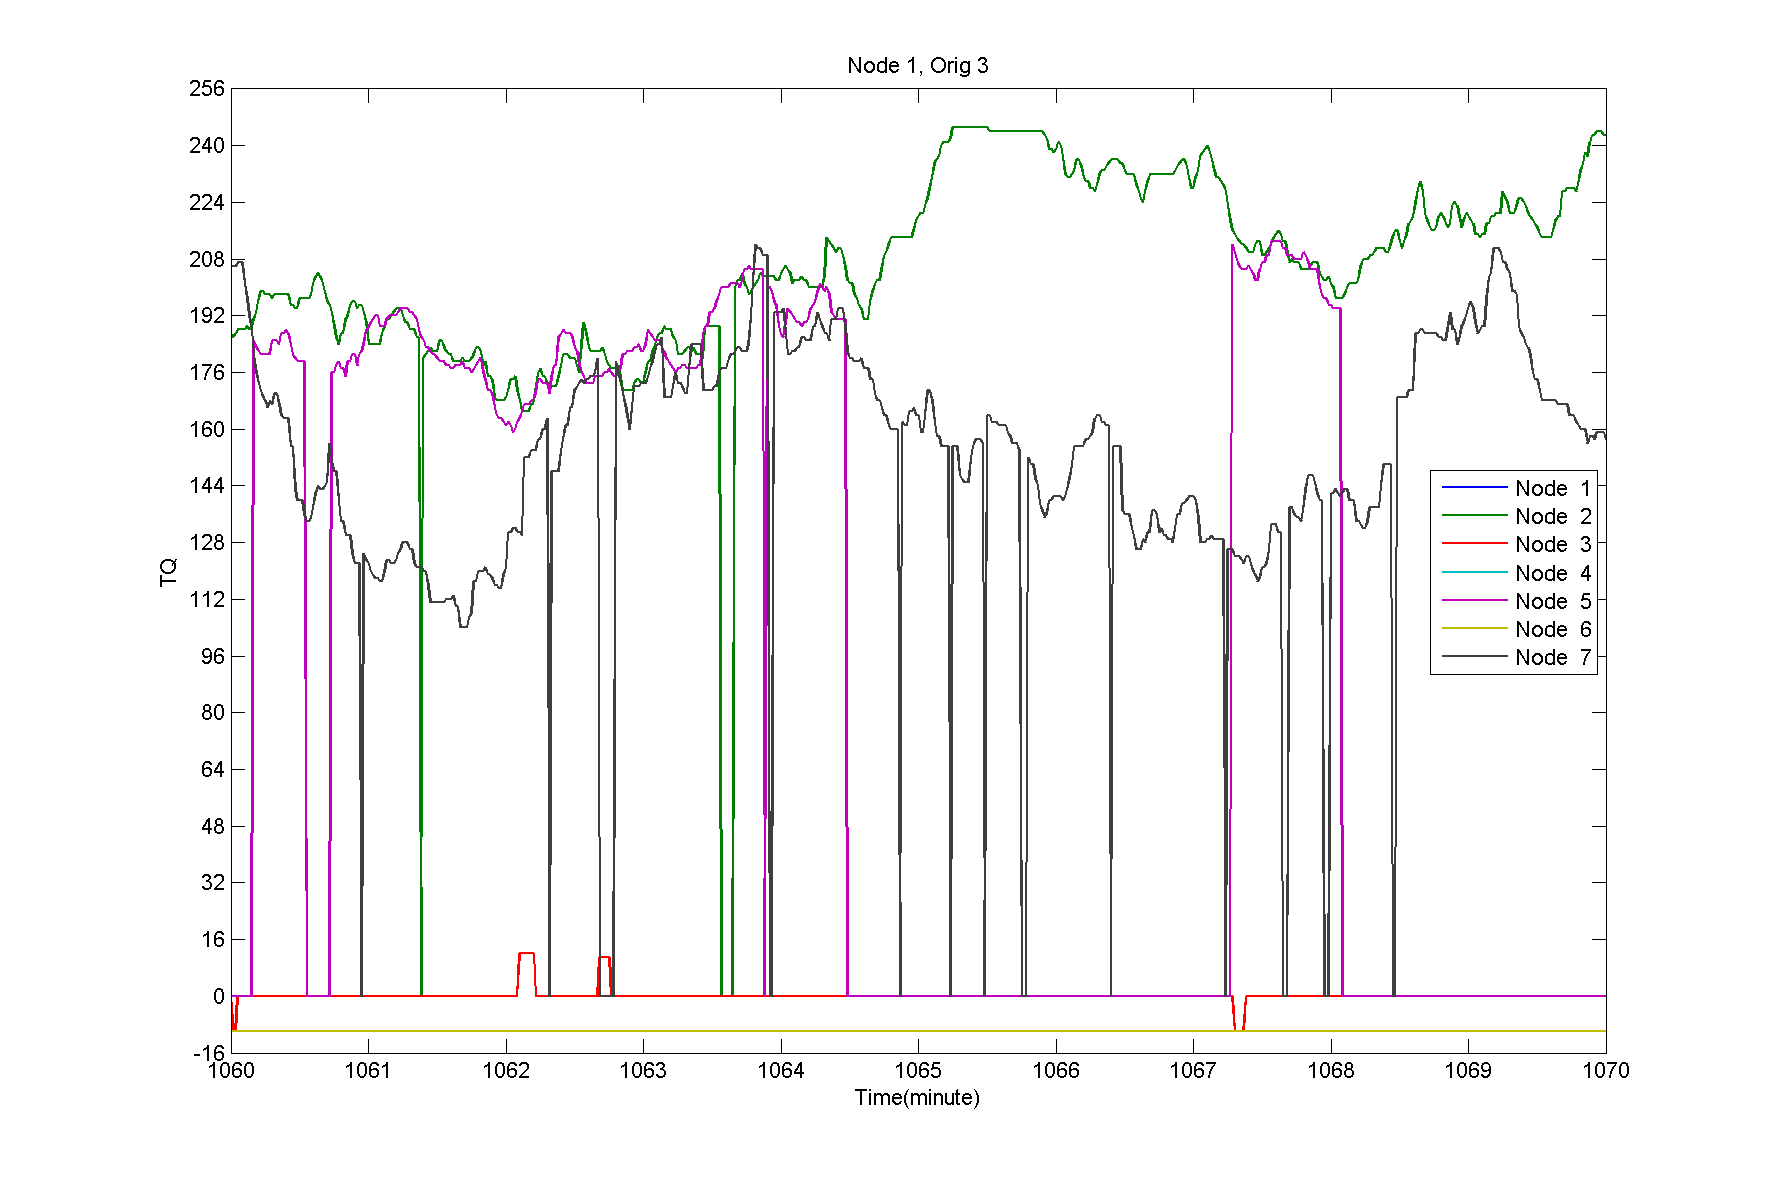 Node 1, Orig 3
256
240
224
208
192
176
160
144
128
112
96
80
64
48
32
16
0
-16
TQ
1060 1061 1062 1063 1064 1065 1066 1067 1068 1069 1070
Time(minute)
Node 1
Node 2
Node 3
Node 4
Node 5
Node 6
Node 7